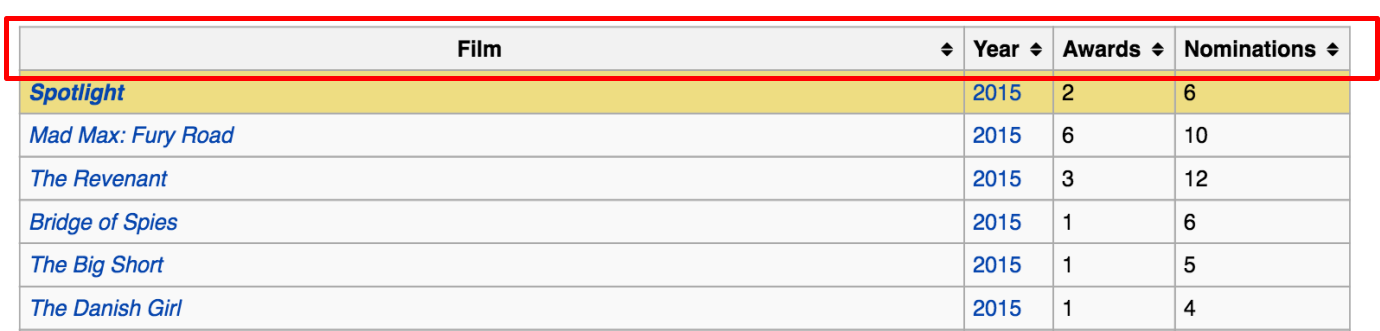 Film Year Awards Nominations
Spotlight 2015 2 6
Mad Max: Fury Road 2015 6 10
The Revenant 2015 3 12
Bridge of Spies 2015 1 6
The Big Short 2015 1 5
The Danish Girl 2015 1 4